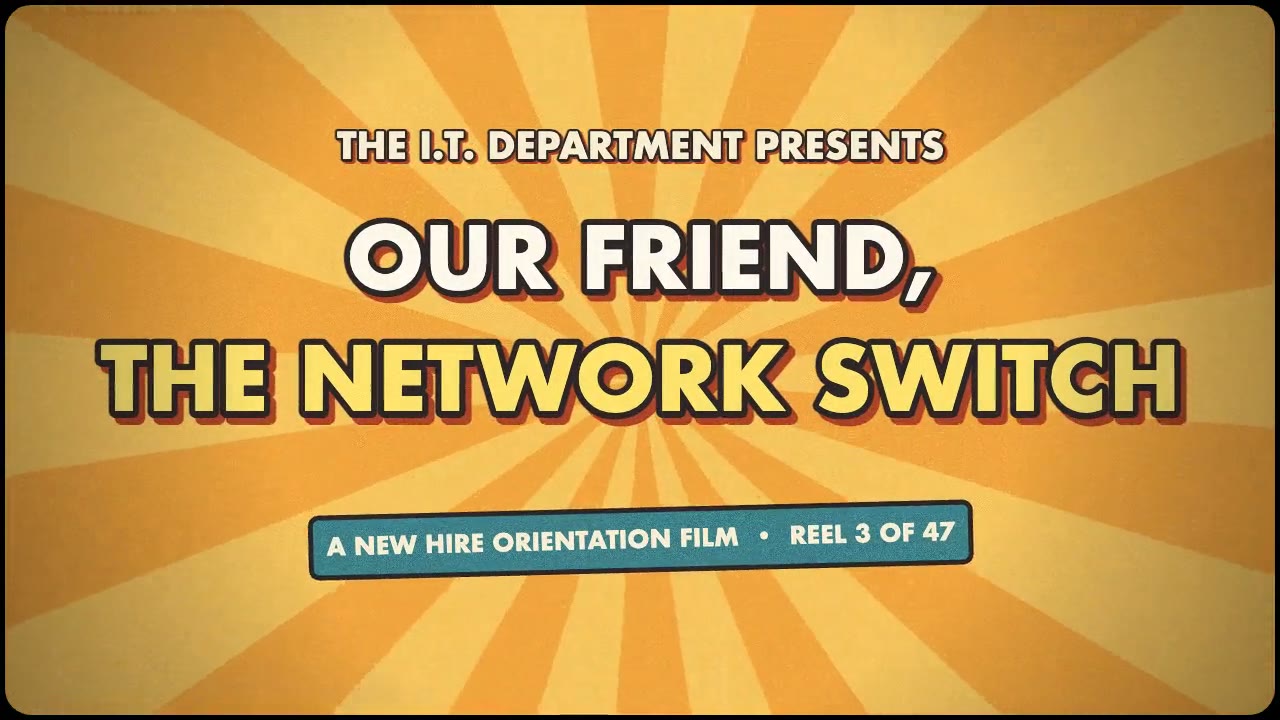 THE I.T. DEPARTMENT PRESENTS
OUR FRIEND,
THE NETWORK SWITCH
A NEW HIRE ORIENTATION FILM • REEL 3 OF 47